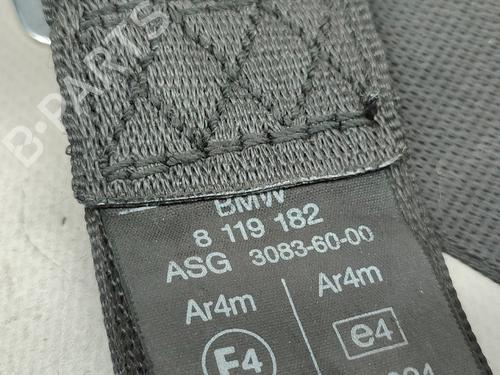 B-PARTS
BMW
8 119 182
ASG 3083-60-00
Ar4m Ar4m
E4 e4